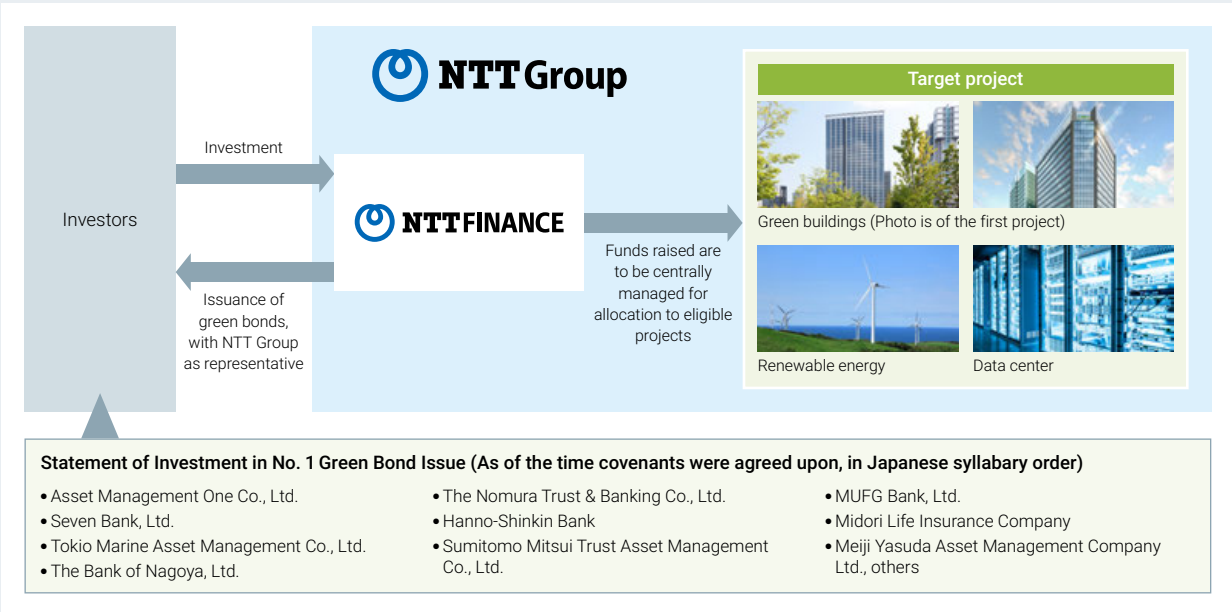 Investors
Investment
Issuance of
green bonds,
with NTT Group
as representative
NTT Group
NTT FINANCE
Funds raised are
to be centrally
managed for
allocation to eligible
projects
Target project
Green buildings (Photo is of the first project)
Renewable energy
Data center
Statement of Investment in No. 1 Green Bond Issue (As of the time covenants were agreed upon, in Japanese syllabary order)
• Asset Management One Co., Ltd.
• Seven Bank, Ltd.
• Tokio Marine Asset Management Co., Ltd.
• The Bank of Nagoya, Ltd.
• The Nomura Trust & Banking Co., Ltd.
• Hanno-Shinkin Bank
• Sumitomo Mitsui Trust Asset Management
Co., Ltd.
• MUFG Bank, Ltd.
• Midori Life Insurance Company
• Meiji Yasuda Asset Management Company
Ltd., others